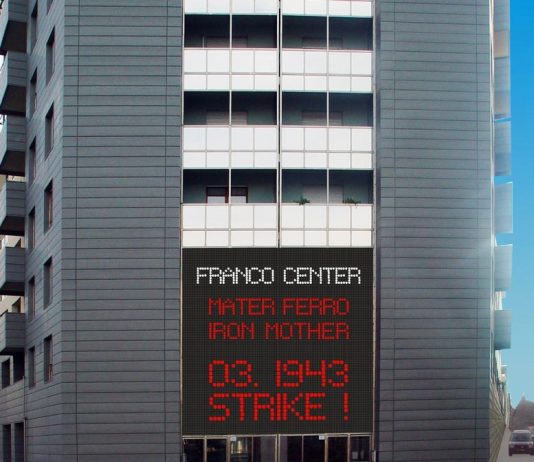 FRANCO CENTER
MATER FERRO
IRON MOTHER
03. 1943
STRIKE !